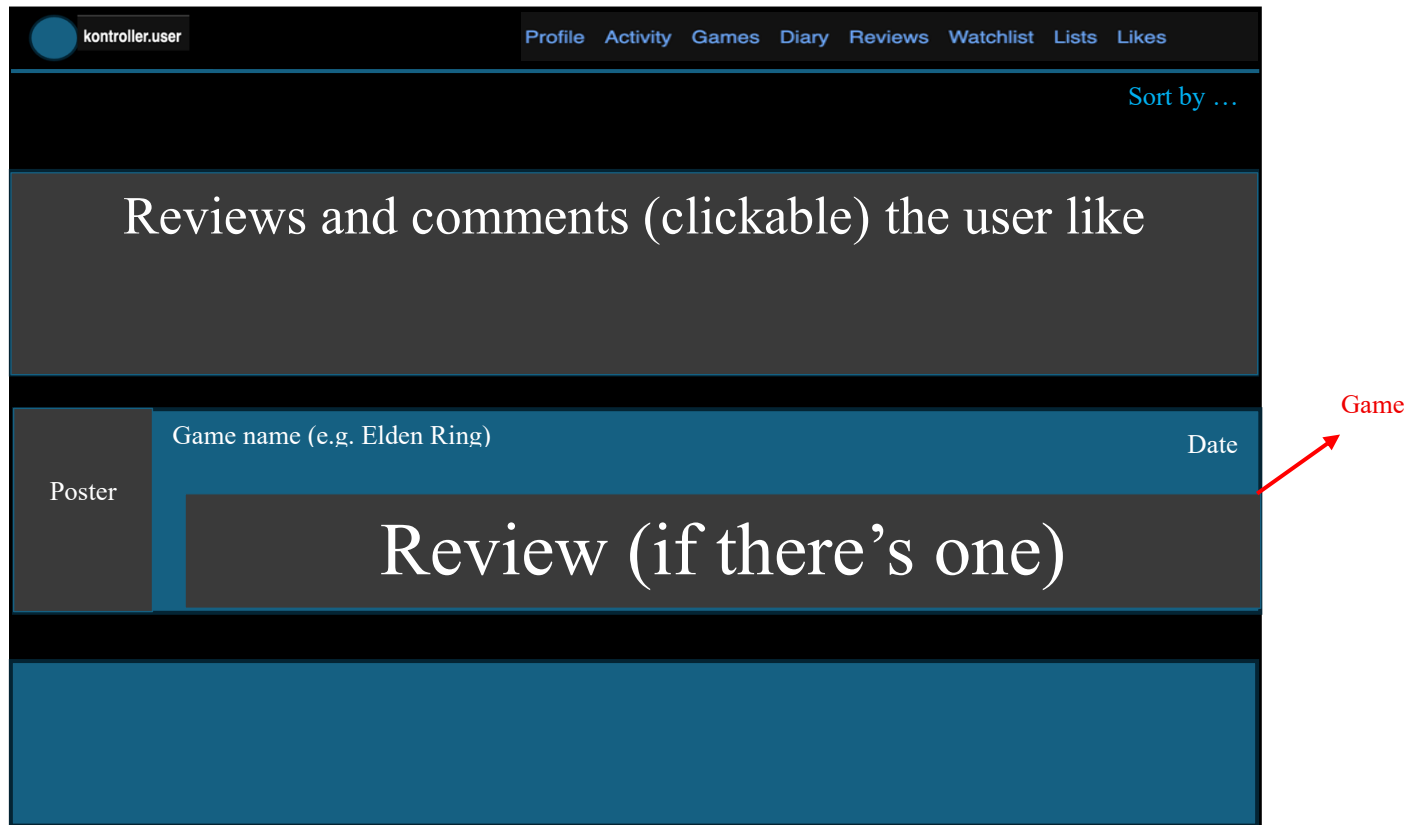 kontroller.user
Profile Activity Games Diary Reviews Watchlist Lists Likes
Sort by …
Reviews and comments (clickable) the user like
Game
Game name (e.g. Elden Ring)
Date
Poster
Review (if there’s one)